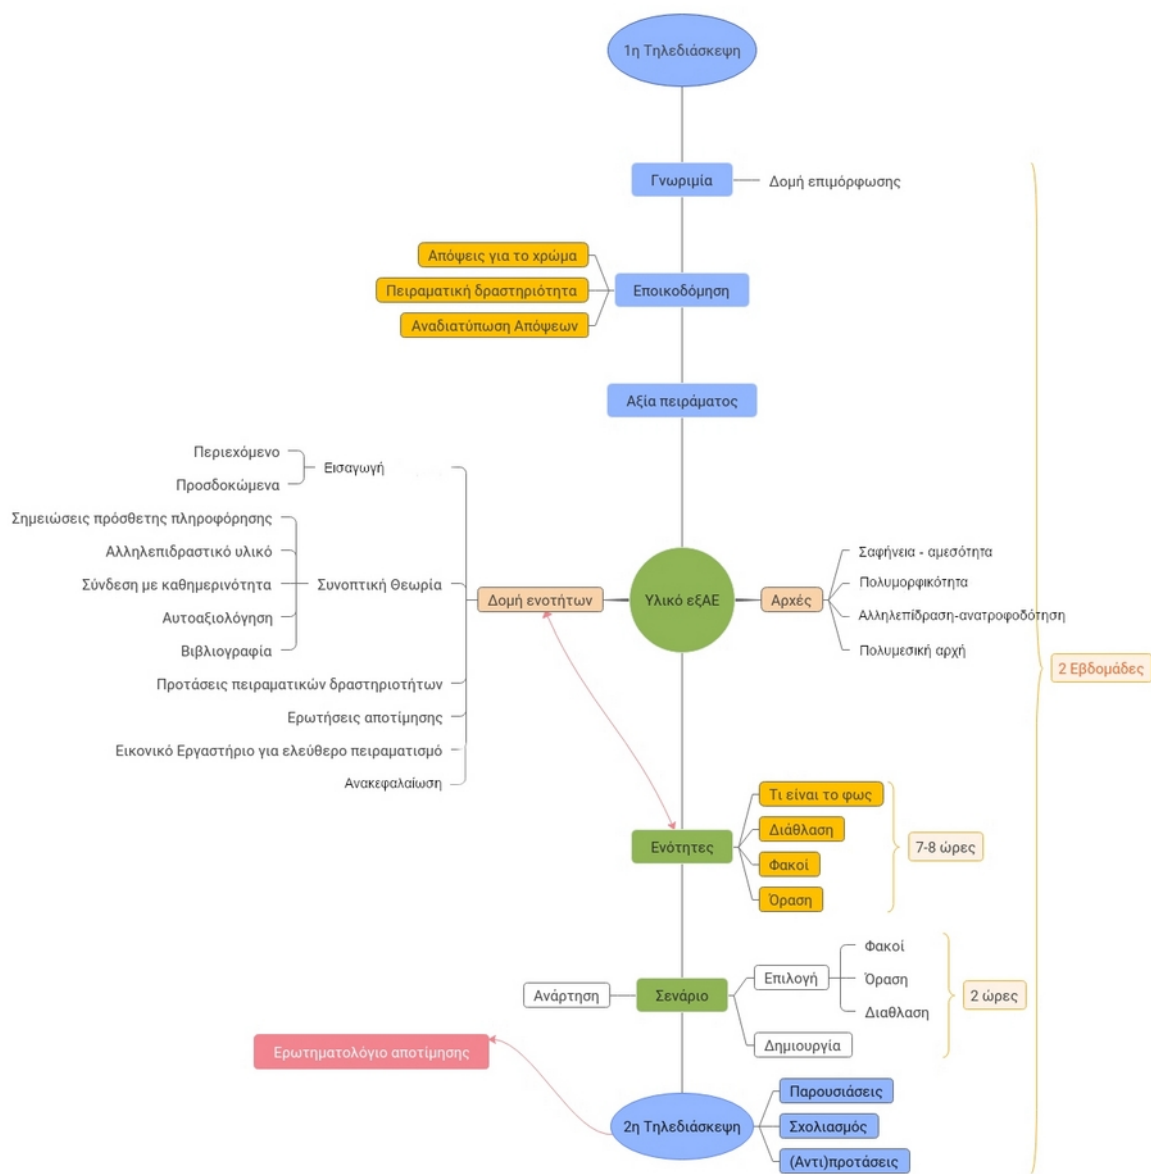 1η Τηλεδιάσκεψη
Γνωριμία
Δομή επιμόρφωσης
Απόψεις για το χρώμα
Πειραματική δραστηριότητα
Αναδιατύπωση Απόψεων
Εποικοδόμηση
Αξία πειράματος
Περιεχόμενο
Προσδοκώμενα
Εισαγωγή
Σημειώσεις πρόσθετης πληροφόρησης
Αλληλεπιδραστικό υλικό
Σύνδεση με καθημερινότητα
Αυτοαξιολόγηση
Βιβλιογραφία
Συνοπτική Θεωρία
Προτάσεις πειραματικών δραστηριοτήτων
Ερωτήσεις αποτίμησης
Εικονικό Εργαστήριο για ελεύθερο πειραματισμό
Ανακεφαλαίωση
Δομή ενοτήτων
Υλικό εξΑΕ
Αρχές
Σαφήνεια - αμεσότητα
Πολυμορφικότητα
Αλληλεπίδραση-ανατροφοδότηση
Πολυμεσική αρχή
2 Εβδομάδες
Ενότητες
Τι είναι το φως
Διάθλαση
Φακοί
Όραση
7-8 ώρες
Ανάρτηση
Σενάριο
Επιλογή
Φακοί
Όραση
Διαθλαση
Δημιουργία
2 ώρες
Ερωτηματολόγιο αποτίμησης
2η Τηλεδιάσκεψη
Παρουσιάσεις
Σχολιασμός
(Αντι)προτάσεις